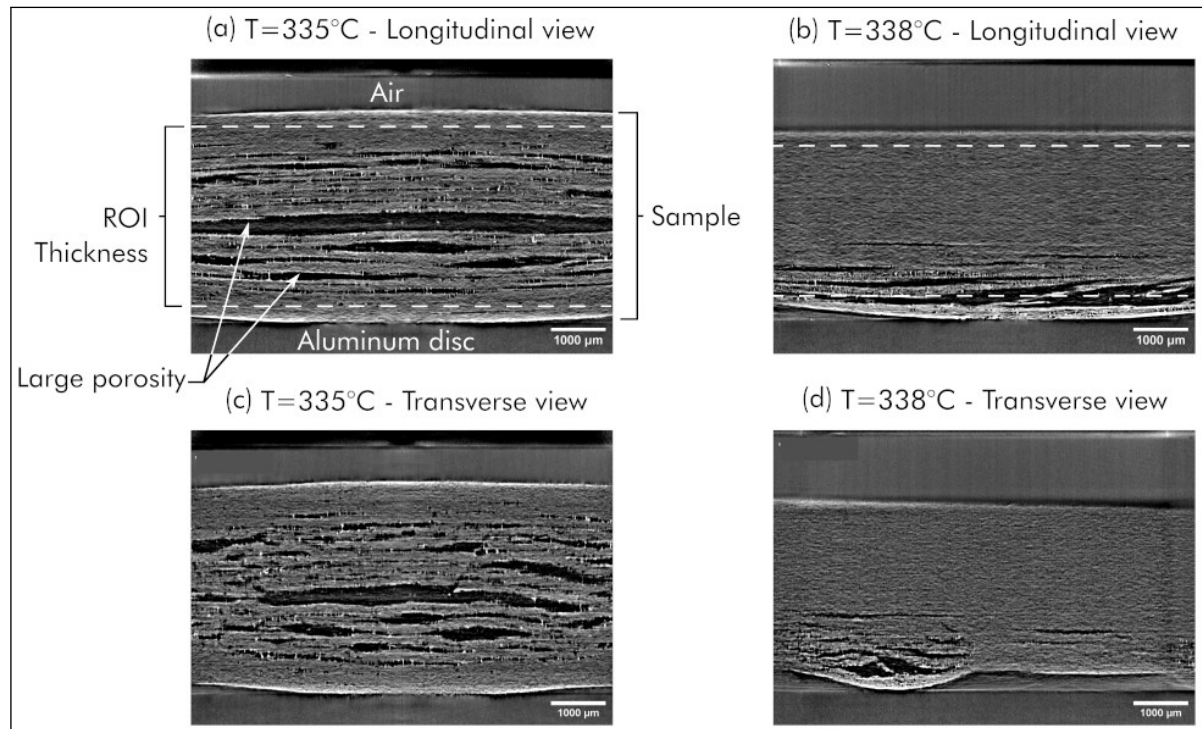 (a) T=335°C - Longitudinal view
(b) T=338°C - Longitudinal view
Air
ROI
Thickness
Sample
Aluminum disc
1000 µm
1000 µm
Large porosity
(c) T=335°C - Transverse view
(d) T=338°C - Transverse view
1000 µm
1000 µm